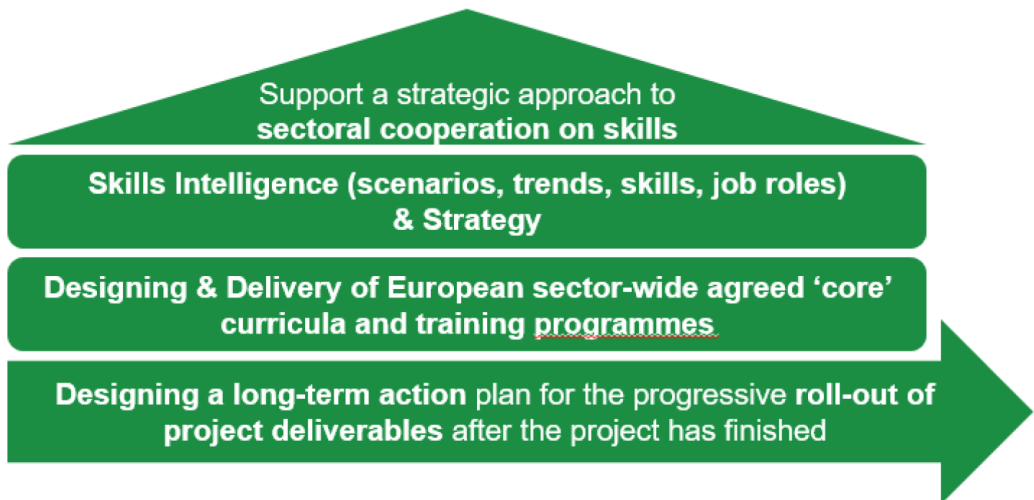 Support a strategic approach to
sectoral cooperation on skills
Skills Intelligence (scenarios, trends, skills, job roles)
& Strategy
Designing & Delivery of European sector-wide agreed ‘core’
curricula and training programmes
Designing a long-term action plan for the progressive roll-out of
project deliverables after the project has finished